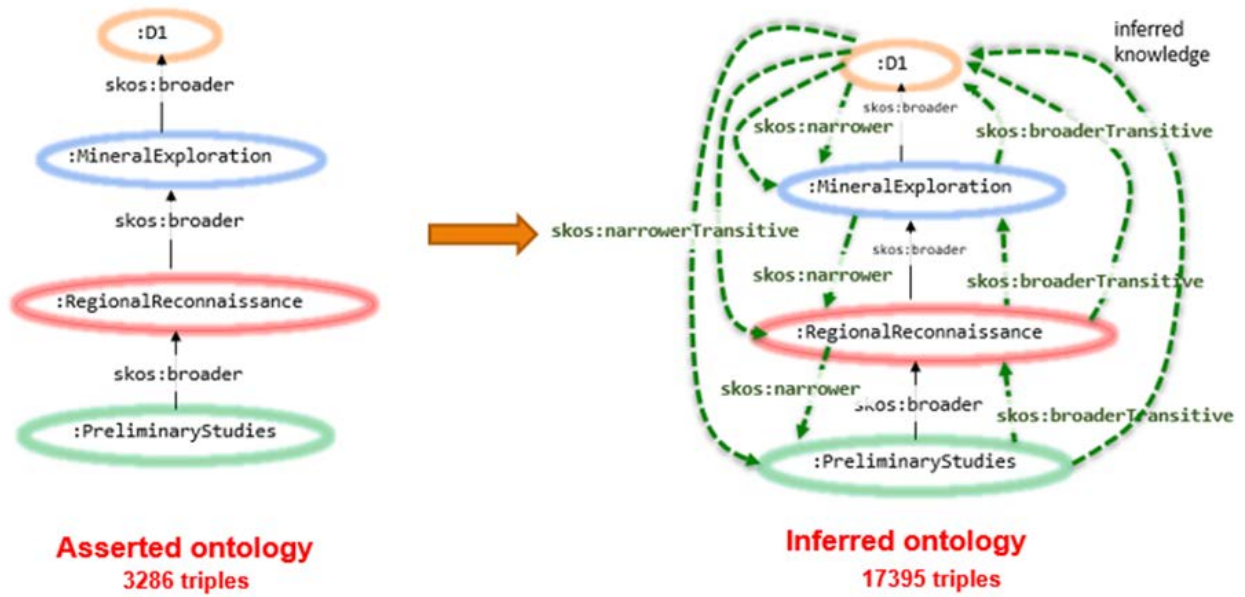 :D1
skos:broader
:MineralExploration
skos:broader
:RegionalReconnaissance
skos:broader
:PreliminaryStudies
Asserted ontology
3286 triples
inferred
knowledge
:D1
skos:broader
skos:narrower
skos:broaderTransitive
:MineralExploration
skos:narrowerTransitive
skos:broader
skos:narrower
skos:broaderTransitive
:RegionalReconnaissance
skos:narrower
skos:broader
skos:broaderTransitive
:PreliminaryStudies
Inferred ontology
17395 triples